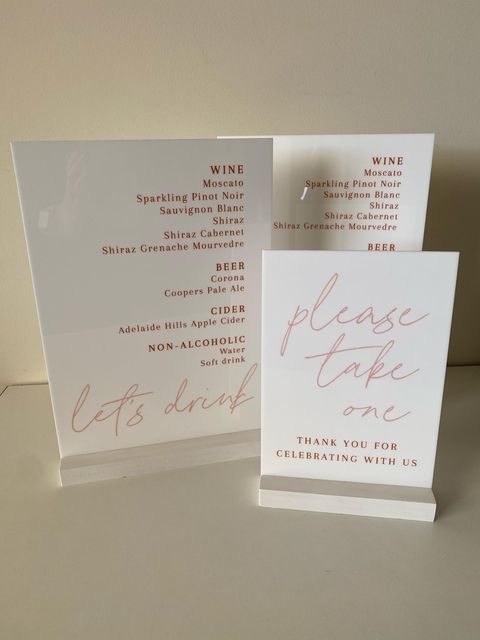 WINE
Moscato
Sparkling Pinot Noir
Sauvignon Blanc
Shiraz
Shiraz Cabernet
Shiraz Grenache Mourvedre
BEER
Corona
Coopers Pale Ale
CIDER
Adelaide Hills Apple Cider
NON-ALCOHOLIC
Water
Soft drink
let's drink
WINE
Moscato
Sparkling Pinot Noir
Sauvignon Blanc
Shiraz
Shiraz Cabernet
Shiraz Grenache Mourvedre
BEER
please
take
one
THANK YOU FOR
CELEBRATING WITH US